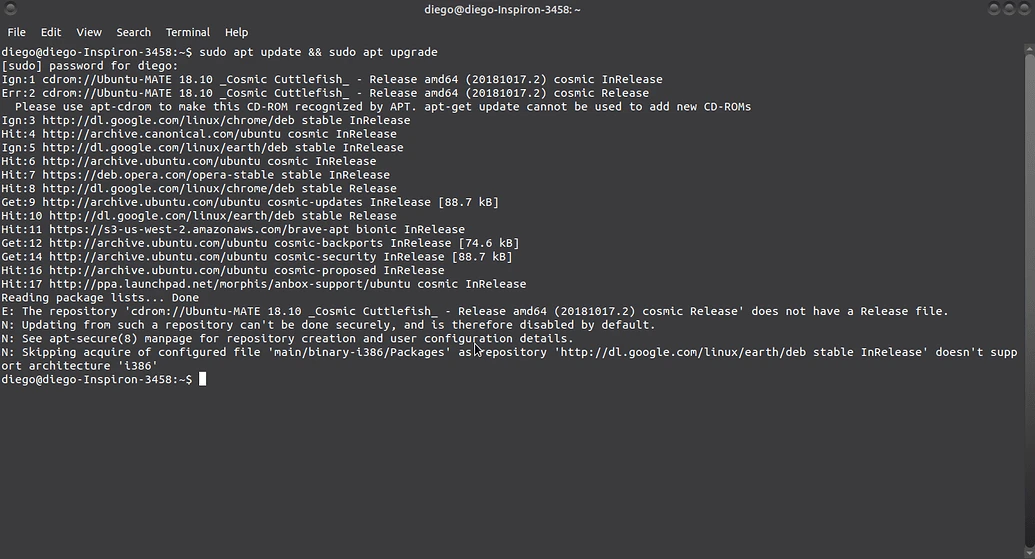 diego@diego-Inspiron-3458: ~
File Edit View Search Terminal Help
diego@diego-Inspiron-3458:~$ sudo apt update && sudo apt upgrade
[sudo] password for diego:
Ign:1 cdrom://Ubuntu-MATE 18.10 _Cosmic Cuttlefish_ - Release amd64 (20181017.2) cosmic InRelease
Err:2 cdrom://Ubuntu-MATE 18.10 _Cosmic Cuttlefish_ - Release amd64 (20181017.2) cosmic Release
  Please use apt-cdrom to make this CD-ROM recognized by APT. apt-get update cannot be used to add new CD-ROMs
Ign:3 http://dl.google.com/linux/chrome/deb stable InRelease
Hit:4 http://archive.canonical.com/ubuntu cosmic InRelease
Ign:5 http://dl.google.com/linux/earth/deb stable InRelease
Hit:6 http://archive.ubuntu.com/ubuntu cosmic InRelease
Hit:7 https://deb.opera.com/opera-stable stable InRelease
Hit:8 http://dl.google.com/linux/chrome/deb stable Release
Get:9 http://archive.ubuntu.com/ubuntu cosmic-updates InRelease [88.7 kB]
Hit:10 http://dl.google.com/linux/earth/deb stable Release
Hit:11 https://s3-us-west-2.amazonaws.com/brave-apt bionic InRelease
Get:12 http://archive.ubuntu.com/ubuntu cosmic-backports InRelease [74.6 kB]
Get:14 http://archive.ubuntu.com/ubuntu cosmic-security InRelease [88.7 kB]
Hit:16 http://archive.ubuntu.com/ubuntu cosmic-proposed InRelease
Hit:17 http://ppa.launchpad.net/morphis/anbox-support/ubuntu cosmic InRelease
Reading package lists... Done
E: The repository 'cdrom://Ubuntu-MATE 18.10 _Cosmic Cuttlefish_ - Release amd64 (20181017.2) cosmic Release' does not have a Release file.
N: Updating from such a repository can't be done securely, and is therefore disabled by default.
N: See apt-secure(8) manpage for repository creation and user configuration details.
N: Skipping acquire of configured file 'main/binary-i386/Packages' as repository 'http://dl.google.com/linux/earth/deb stable InRelease' doesn't supp
ort architecture 'i386'
diego@diego-Inspiron-3458:~$